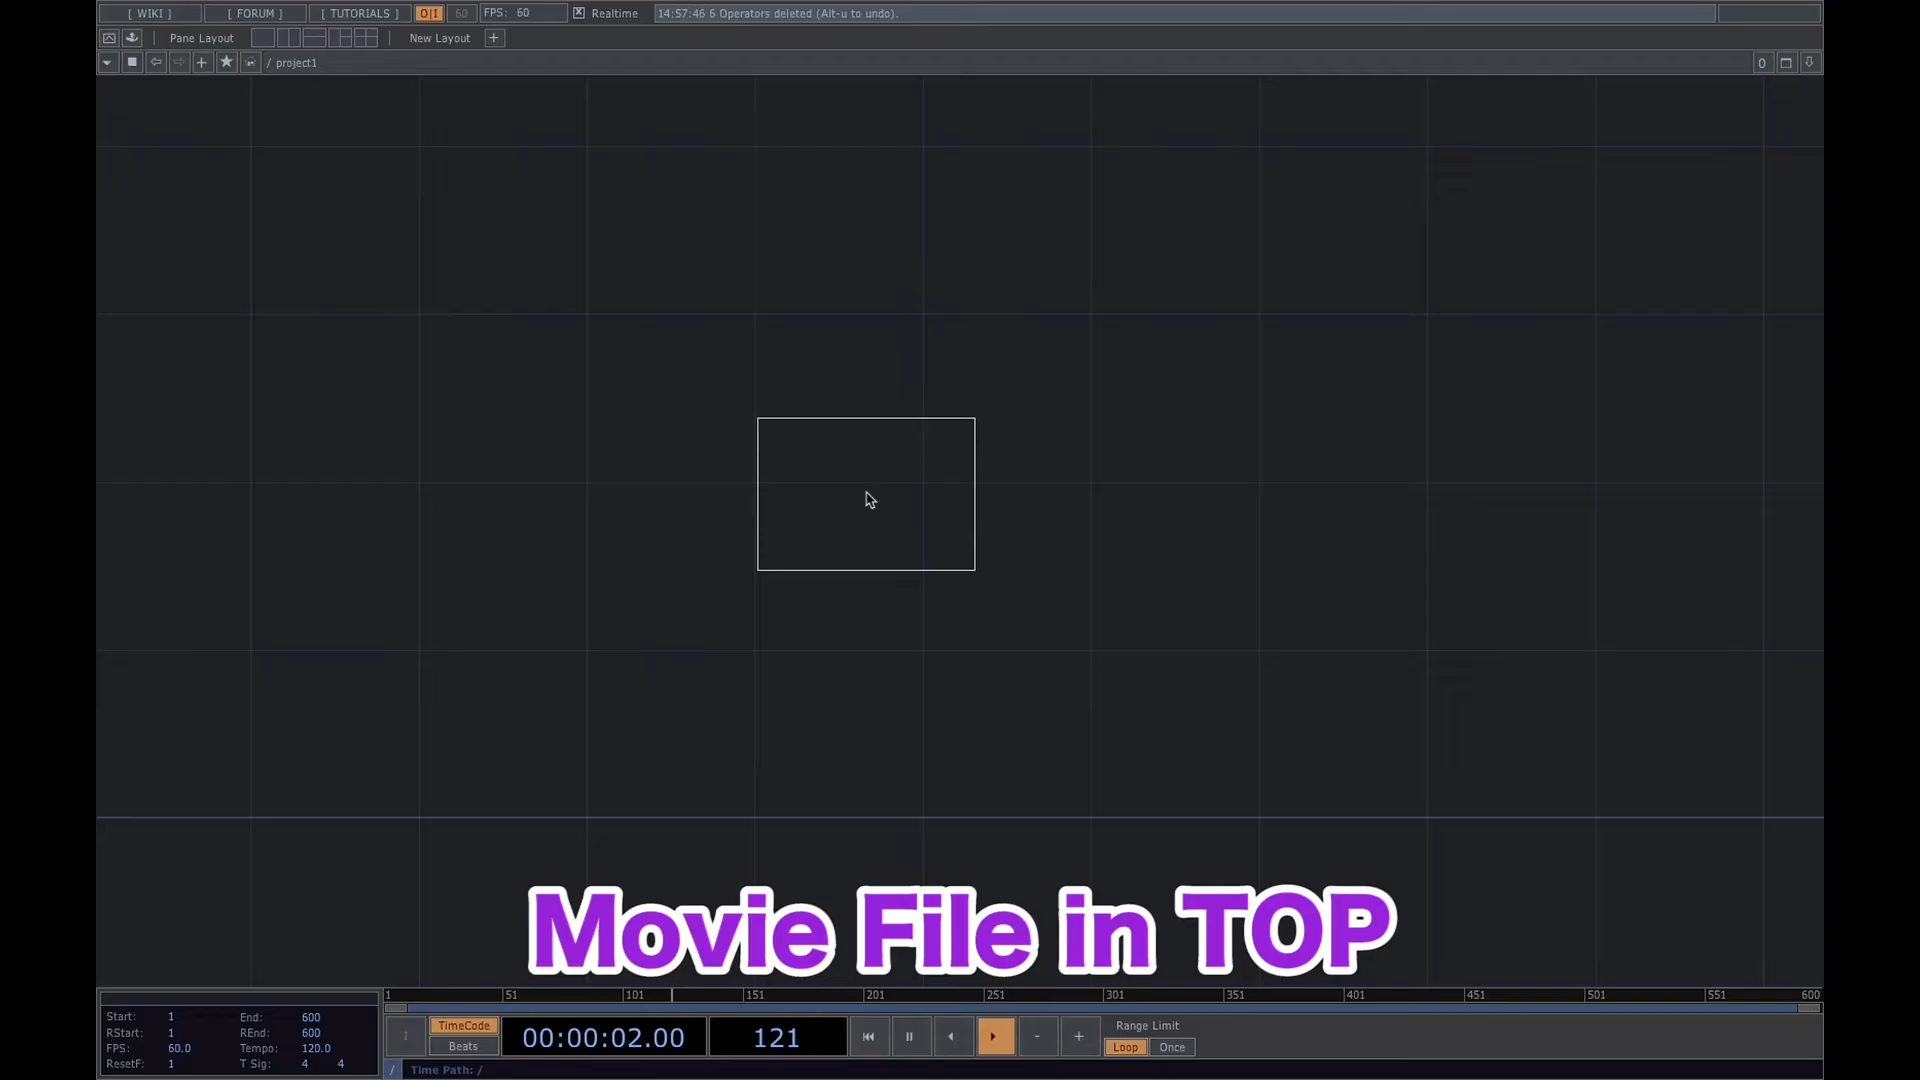 [ WIKI ] [ FORUM ] [ TUTORIALS ] O|I 60 FPS: 60 Realtime 14:57:46 6 Operators deleted (Alt-u to undo).
Pane Layout New Layout +
+ / project1 0
Movie File in TOP
1 51 101 151 201 251 301 351 401 451 501 551 600
Start: 1 End: 600
RStart: 1 REnd: 600
FPS: 60.0 Tempo: 120.0
ResetF: 1 T Sig: 4 4
I TimeCode Beats 00:00:02.00 121 - + Range Limit
Loop Once
/ Time Path: /